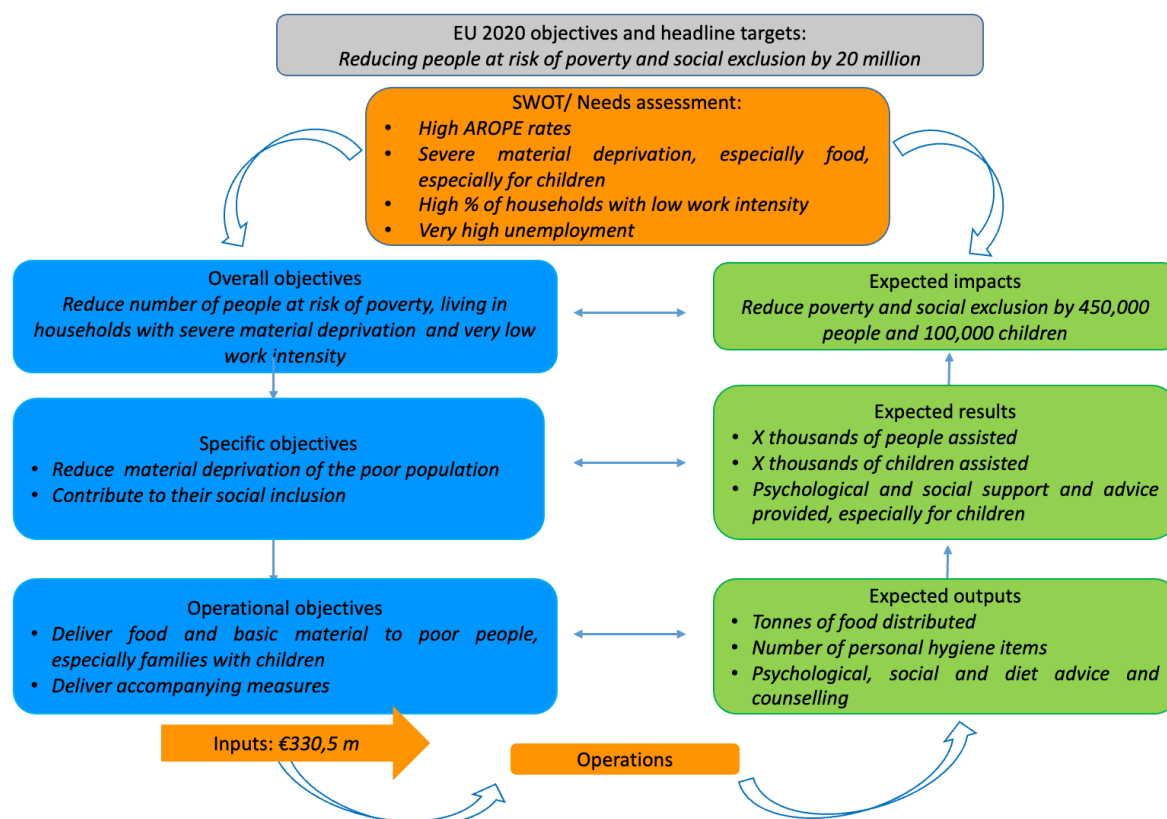 EU 2020 objectives and headline targets:
Reducing people at risk of poverty and social exclusion by 20 million
SWOT/ Needs assessment:
• High AROPE rates
• Severe material deprivation, especially food,
especially for children
• High % of households with low work intensity
• Very high unemployment
Overall objectives
Reduce number of people at risk of poverty, living in
households with severe material deprivation and very low
work intensity
Expected impacts
Reduce poverty and social exclusion by 450,000
people and 100,000 children
Specific objectives
• Reduce material deprivation of the poor population
• Contribute to their social inclusion
Expected results
• X thousands of people assisted
• X thousands of children assisted
• Psychological and social support and advice
provided, especially for children
Operational objectives
• Deliver food and basic material to poor people,
especially families with children
• Deliver accompanying measures
Expected outputs
• Tonnes of food distributed
• Number of personal hygiene items
• Psychological, social and diet advice and
counselling
Inputs: €330,5 m
Operations